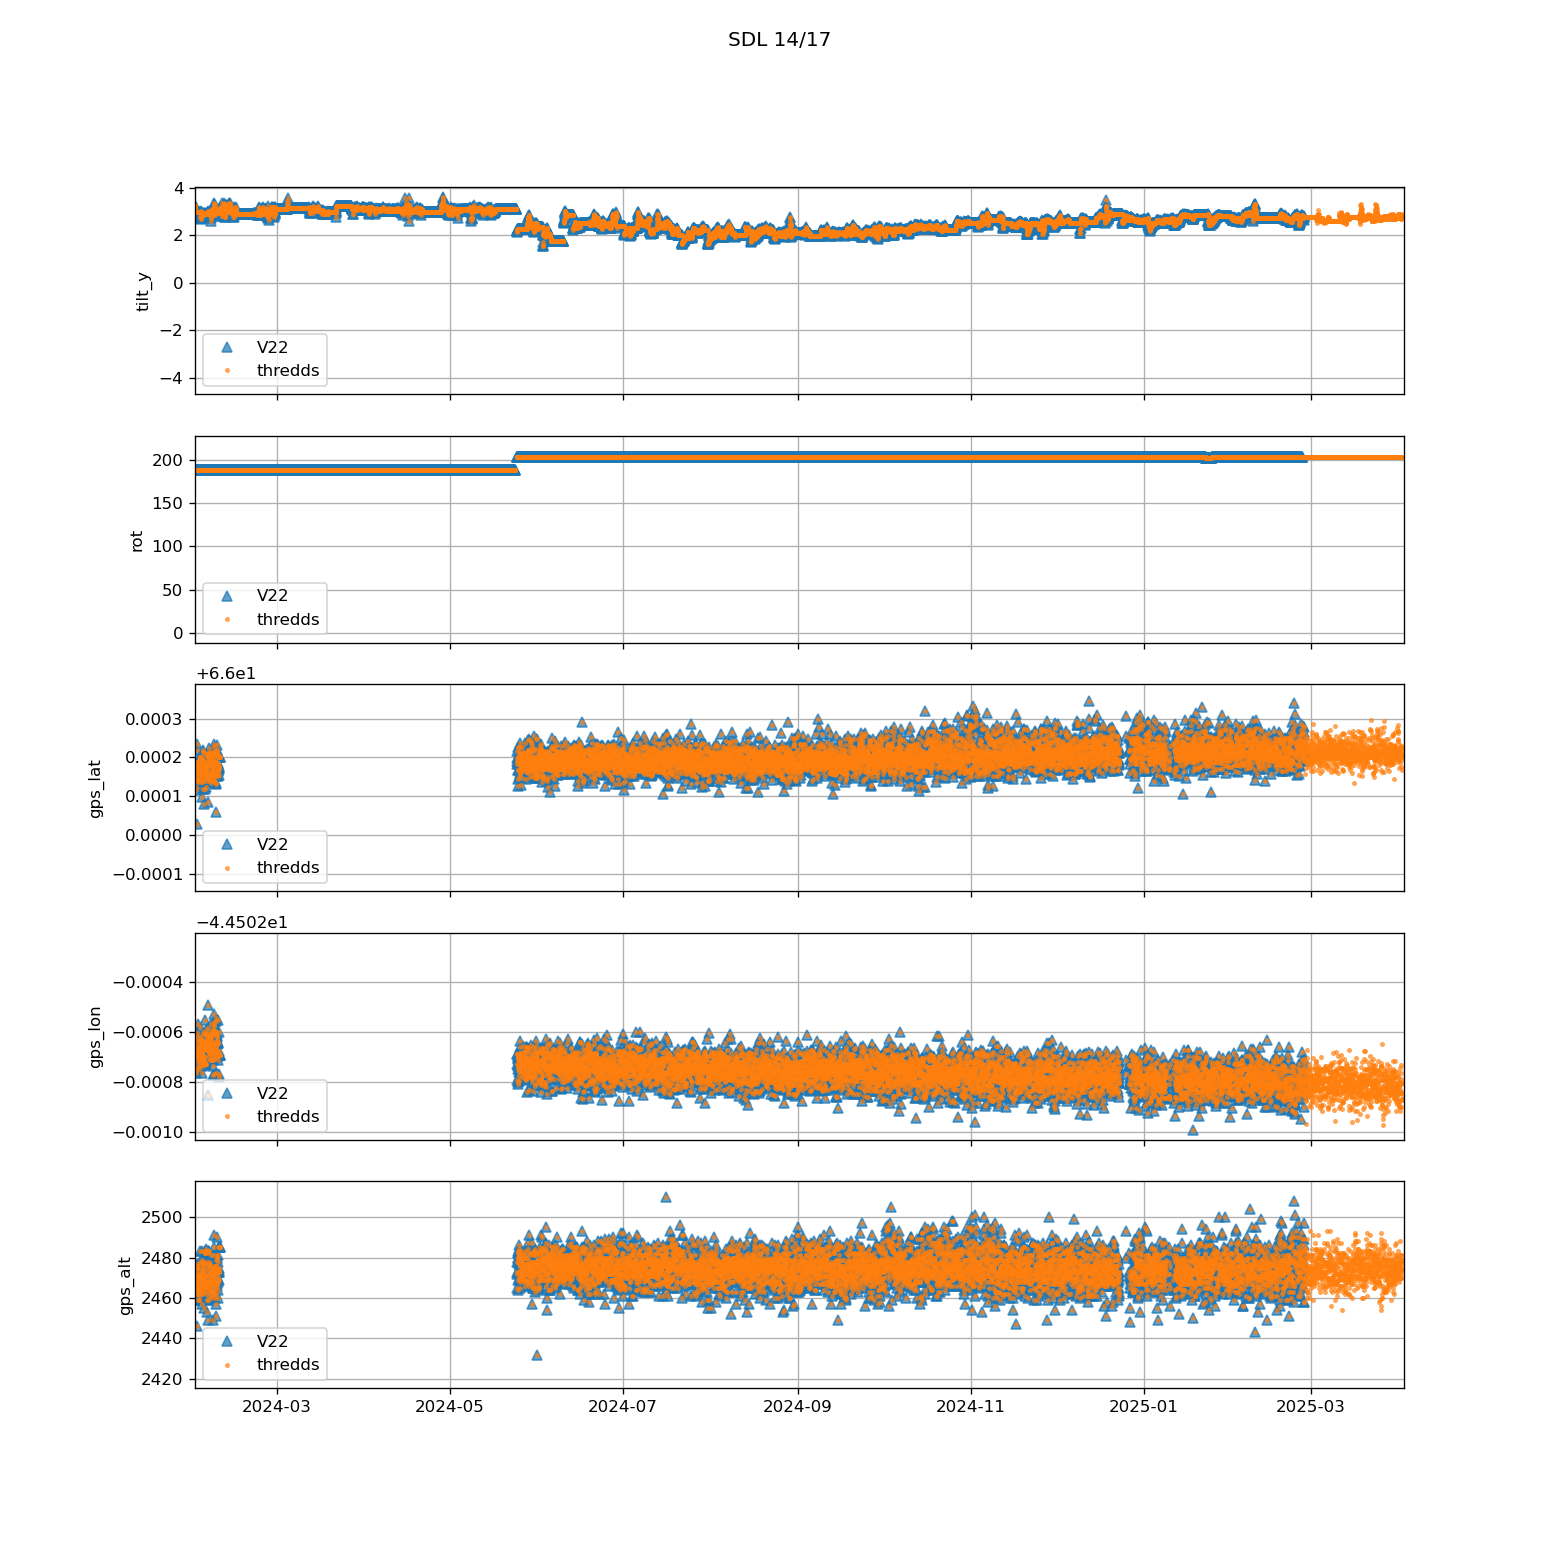 SDL 14/17
4
2
0
−2
−4
tilt_y
V22
thredds
200
150
100
50
0
rot
V22
thredds
+6.6e1
0.0003
0.0002
0.0001
0.0000
−0.0001
gps_lat
V22
thredds
−4.4502e1
−0.0004
−0.0006
−0.0008
−0.0010
gps_lon
V22
thredds
2500
2480
2460
2440
2420
gps_alt
V22
thredds
2024-03 2024-05 2024-07 2024-09 2024-11 2025-01 2025-03